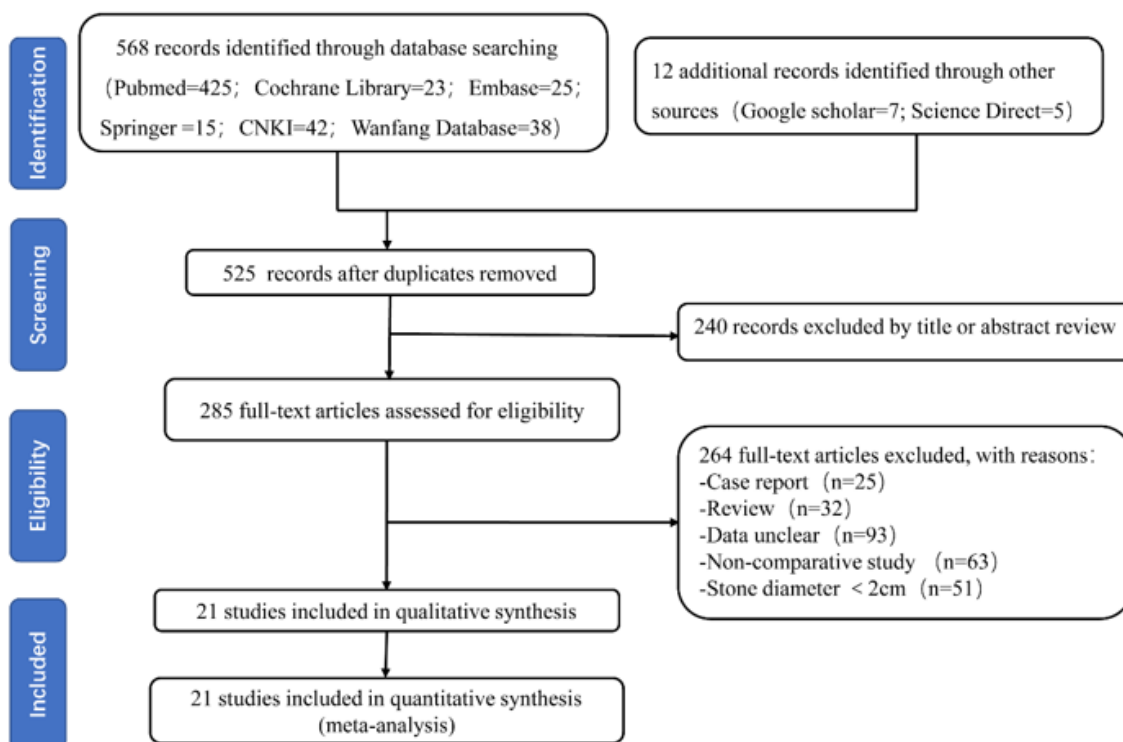 Identification
568 records identified through database searching
（Pubmed=425； Cochrane Library=23； Embase=25；
Springer =15； CNKI=42； Wanfang Database=38）
12 additional records identified through other
sources（Google scholar=7; Science Direct=5）
Screening
525 records after duplicates removed
240 records excluded by title or abstract review
Eligibility
285 full-text articles assessed for eligibility
264 full-text articles excluded, with reasons：
-Case report（n=25）
-Review（n=32）
-Data unclear（n=93）
-Non-comparative study （n=63）
-Stone diameter < 2cm（n=51）
Included
21 studies included in qualitative synthesis
21 studies included in quantitative synthesis
(meta-analysis)